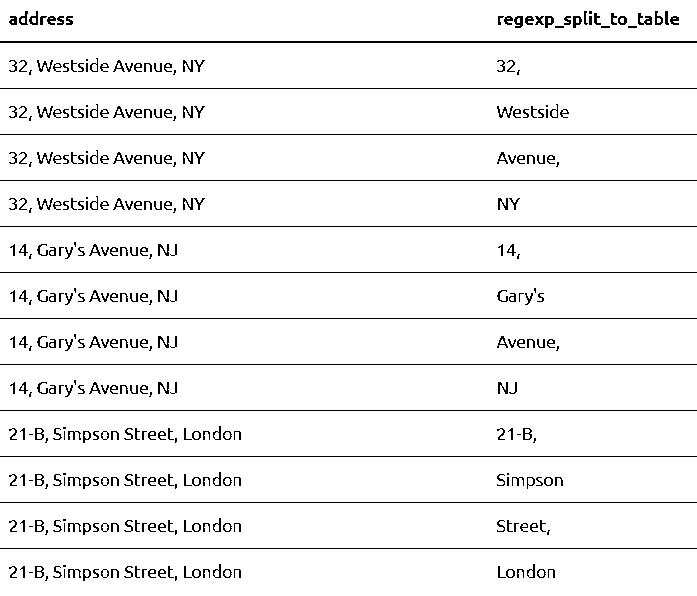 address regexp_split_to_table
32, Westside Avenue, NY 32,
32, Westside Avenue, NY Westside
32, Westside Avenue, NY Avenue,
32, Westside Avenue, NY NY
14, Gary's Avenue, NJ 14,
14, Gary's Avenue, NJ Gary's
14, Gary's Avenue, NJ Avenue,
14, Gary's Avenue, NJ NJ
21-B, Simpson Street, London 21-B,
21-B, Simpson Street, London Simpson
21-B, Simpson Street, London Street,
21-B, Simpson Street, London London